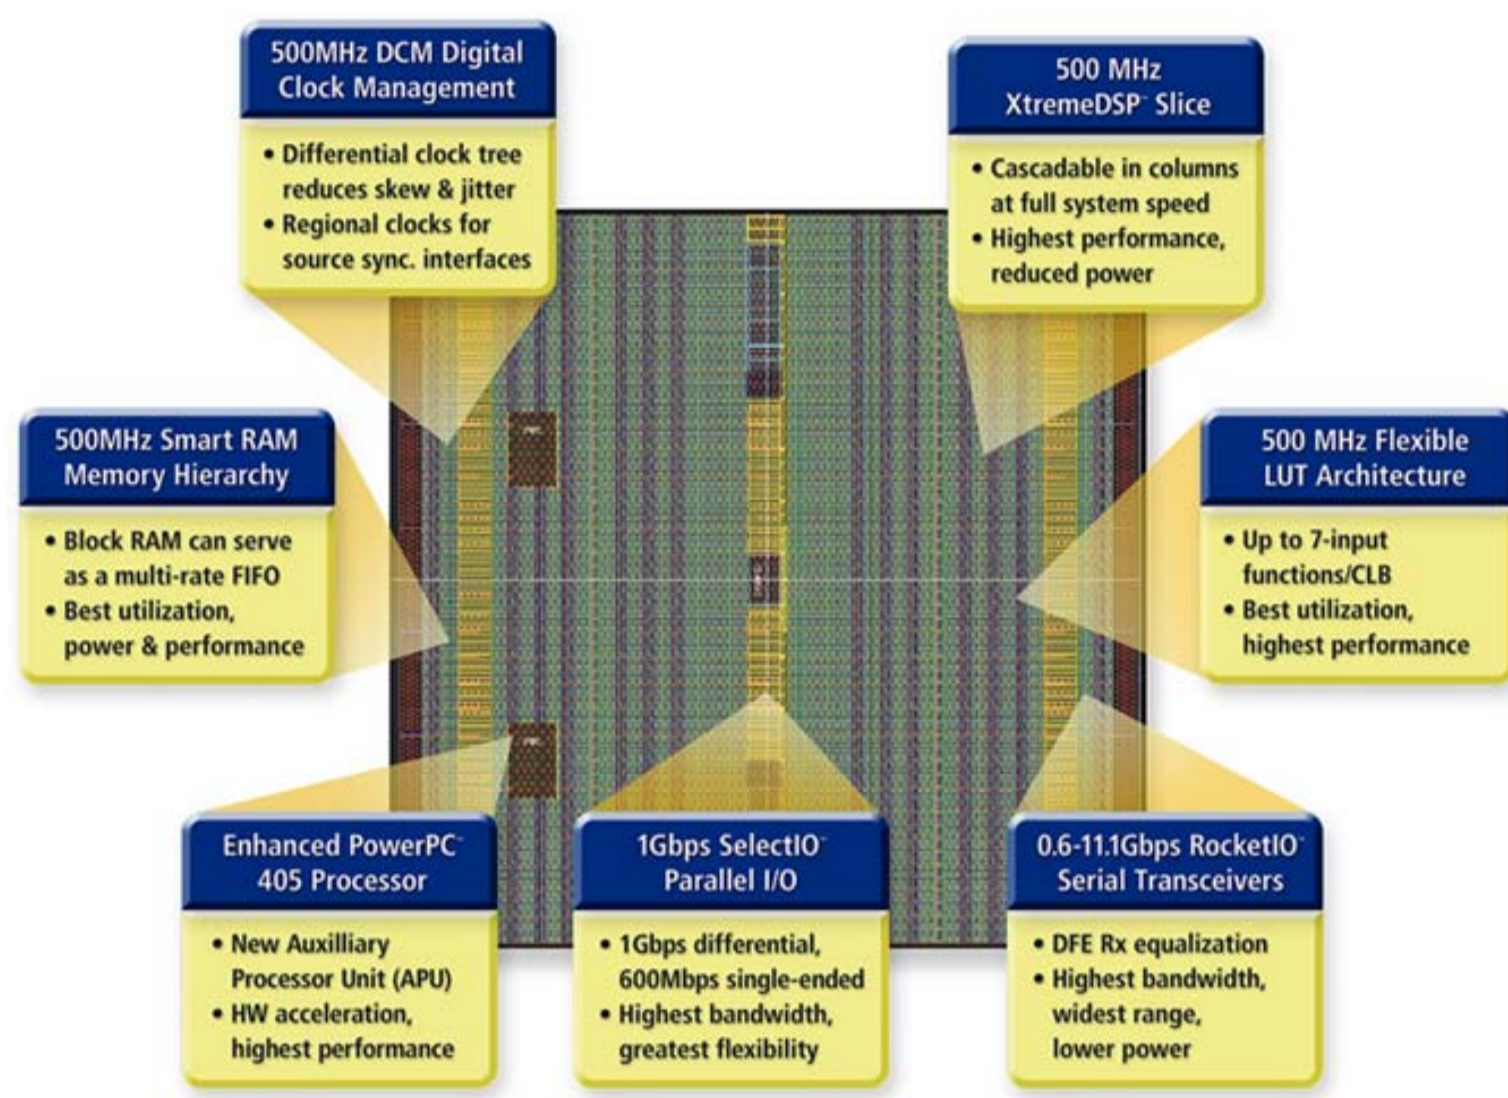 500MHz DCM Digital
Clock Management
• Differential clock tree
reduces skew & jitter
• Regional clocks for
source sync. interfaces
500 MHz
XtremeDSP™ Slice
• Cascadable in columns
at full system speed
• Highest performance,
reduced power
500MHz Smart RAM
Memory Hierarchy
• Block RAM can serve
as a multi-rate FIFO
• Best utilization,
power & performance
500 MHz Flexible
LUT Architecture
• Up to 7-input
functions/CLB
• Best utilization,
highest performance
Enhanced PowerPC™
405 Processor
• New Auxilliary
Processor Unit (APU)
• HW acceleration,
highest performance
1Gbps SelectIO™
Parallel I/O
• 1Gbps differential,
600Mbps single-ended
• Highest bandwidth,
greatest flexibility
0.6-11.1Gbps RocketIO™
Serial Transceivers
• DFE Rx equalization
• Highest bandwidth,
widest range,
lower power